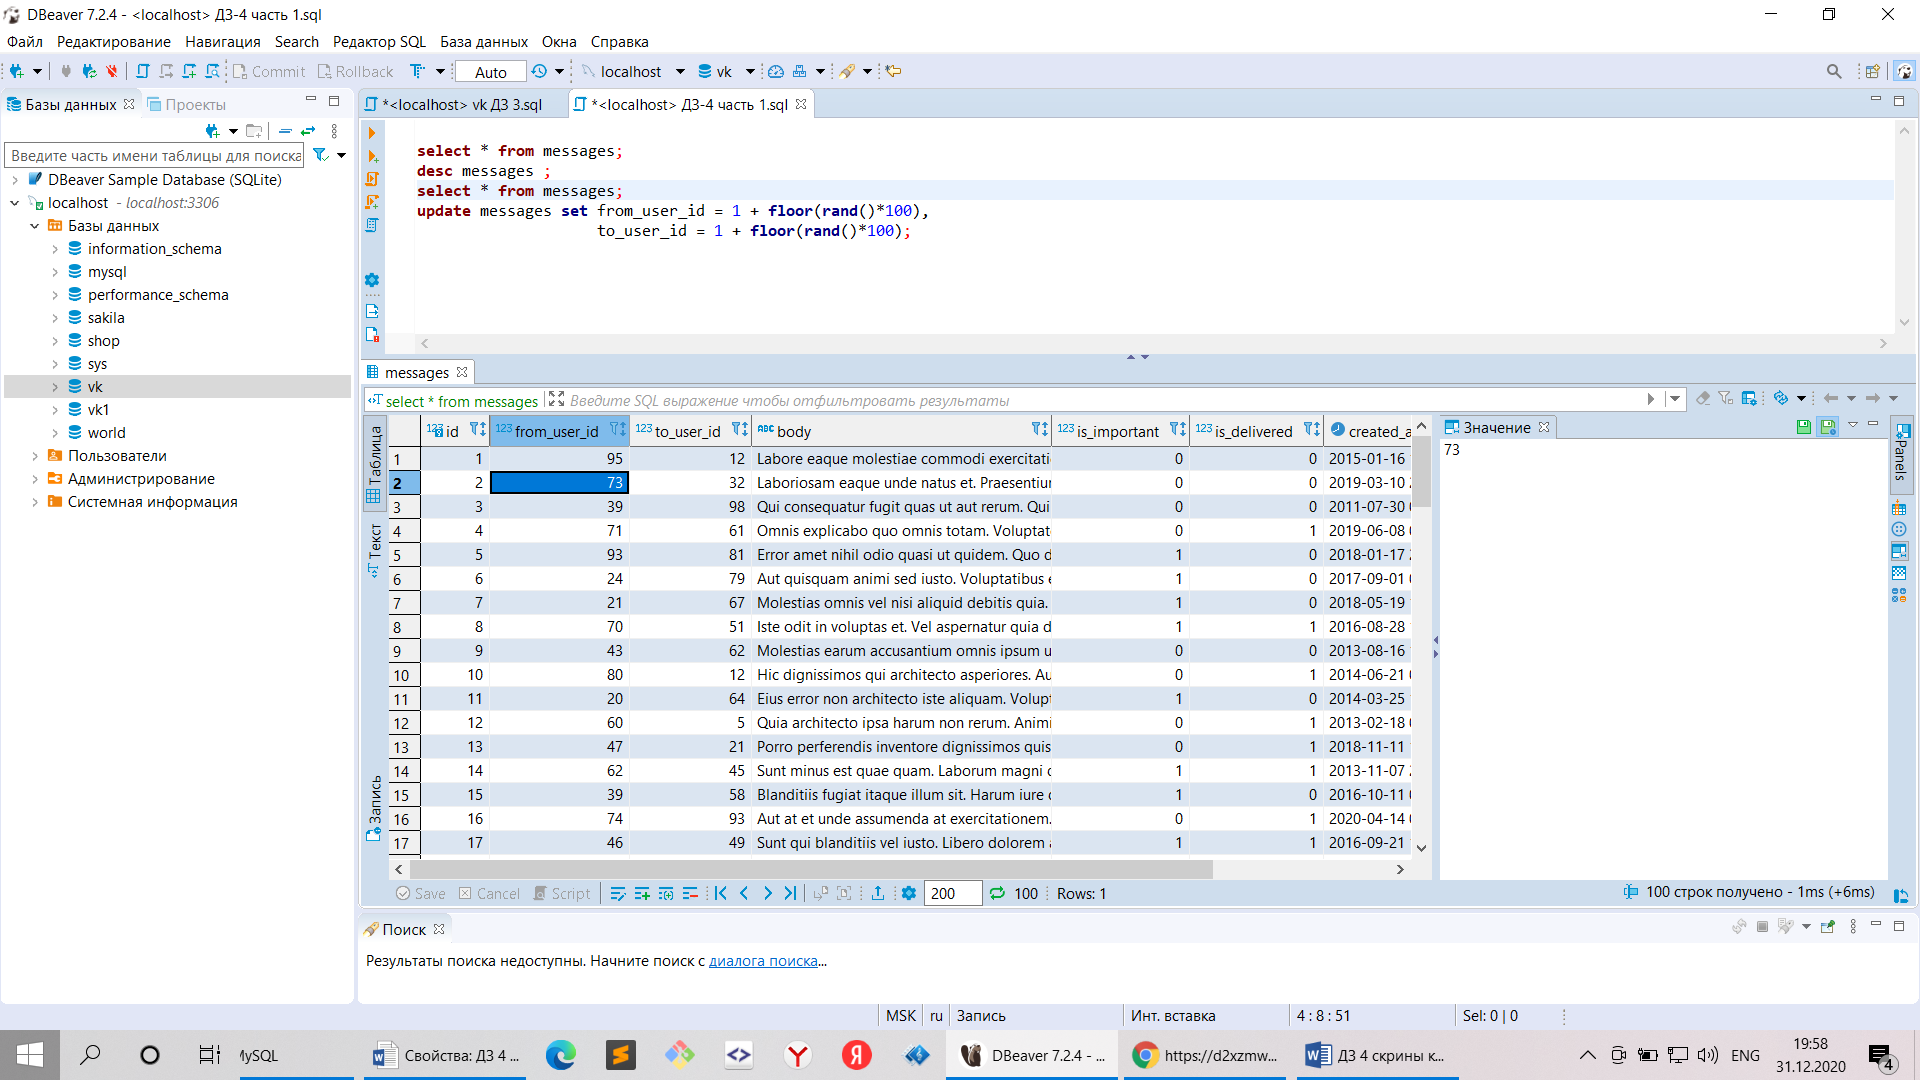 DBeaver 7.2.4 - <localhost> ДЗ-4 часть 1.sql
Файл Редактирование Навигация Search Редактор SQL База данных Окна Справка
Commit Rollback Auto localhost vk
Базы данных Проекты
*<localhost> vk ДЗ 3.sql *<localhost> ДЗ-4 часть 1.sql
Введите часть имени таблицы для поиска
DBeaver Sample Database (SQLite)
localhost - localhost:3306
Базы данных
information_schema
mysql
performance_schema
sakila
shop
sys
vk
vk1
world
Пользователи
Администрирование
Системная информация
select * from messages;
desc messages ;
select * from messages;
update messages set from_user_id = 1 + floor(rand()*100),
to_user_id = 1 + floor(rand()*100);
messages
select * from messages Введите SQL выражение чтобы отфильтровать результаты
Таблица
Текст
Запись
id from_user_id to_user_id body is_important is_delivered created_a
1 1 95 12 Labore eaque molestiae commodi exercitati 0 0 2015-01-16
2 2 73 32 Laboriosam eaque unde natus et. Praesentiur 0 0 2019-03-10
3 3 39 98 Qui consequatur fugit quas ut aut rerum. Qui 0 0 2011-07-30
4 4 71 61 Omnis explicabo quo omnis totam. Voluptat 0 1 2019-06-08
5 5 93 81 Error amet nihil odio quasi ut quidem. Quo d 1 0 2018-01-17
6 6 24 79 Aut quisquam animi sed iusto. Voluptatibus e 1 0 2017-09-01
7 7 21 67 Molestias omnis vel nisi aliquid debitis quia. 1 0 2018-05-19
8 8 70 51 Iste odit in voluptas et. Vel aspernatur quia d 1 1 2016-08-28
9 9 43 62 Molestias earum accusantium omnis ipsum u 0 0 2013-08-16
10 10 80 12 Hic dignissimos qui architecto asperiores. Au 0 1 2014-06-21
11 11 20 64 Eius error non architecto iste aliquam. Volupt 1 0 2014-03-25
12 12 60 5 Quia architecto ipsa harum non rerum. Animi 0 1 2013-02-18
13 13 47 21 Porro perferendis inventore dignissimos quis 0 1 2018-11-11
14 14 62 45 Sunt minus est quae quam. Laborum magni c 1 1 2013-11-07
15 15 39 58 Blanditiis fugiat itaque illum sit. Harum iure c 1 0 2016-10-11
16 16 74 93 Aut at et unde assumenda at exercitationem. 0 1 2020-04-14
17 17 46 49 Sunt qui blanditiis vel iusto. Libero dolorem a 1 1 2016-09-21
Значение
73
Panels
Save Cancel Script 200 100 Rows: 1
100 строк получено - 1ms (+6ms)
Поиск
Результаты поиска недоступны. Начните поиск с диалога поиска...
MSK ru Запись Инт. вставка 4 : 8 : 51 Sel: 0 | 0
MySQL Свойства: ДЗ 4 ... DBeaver 7.2.4 - ... https://d2xzmw... ДЗ 4 скрины к... ENG
19:58
31.12.2020
4